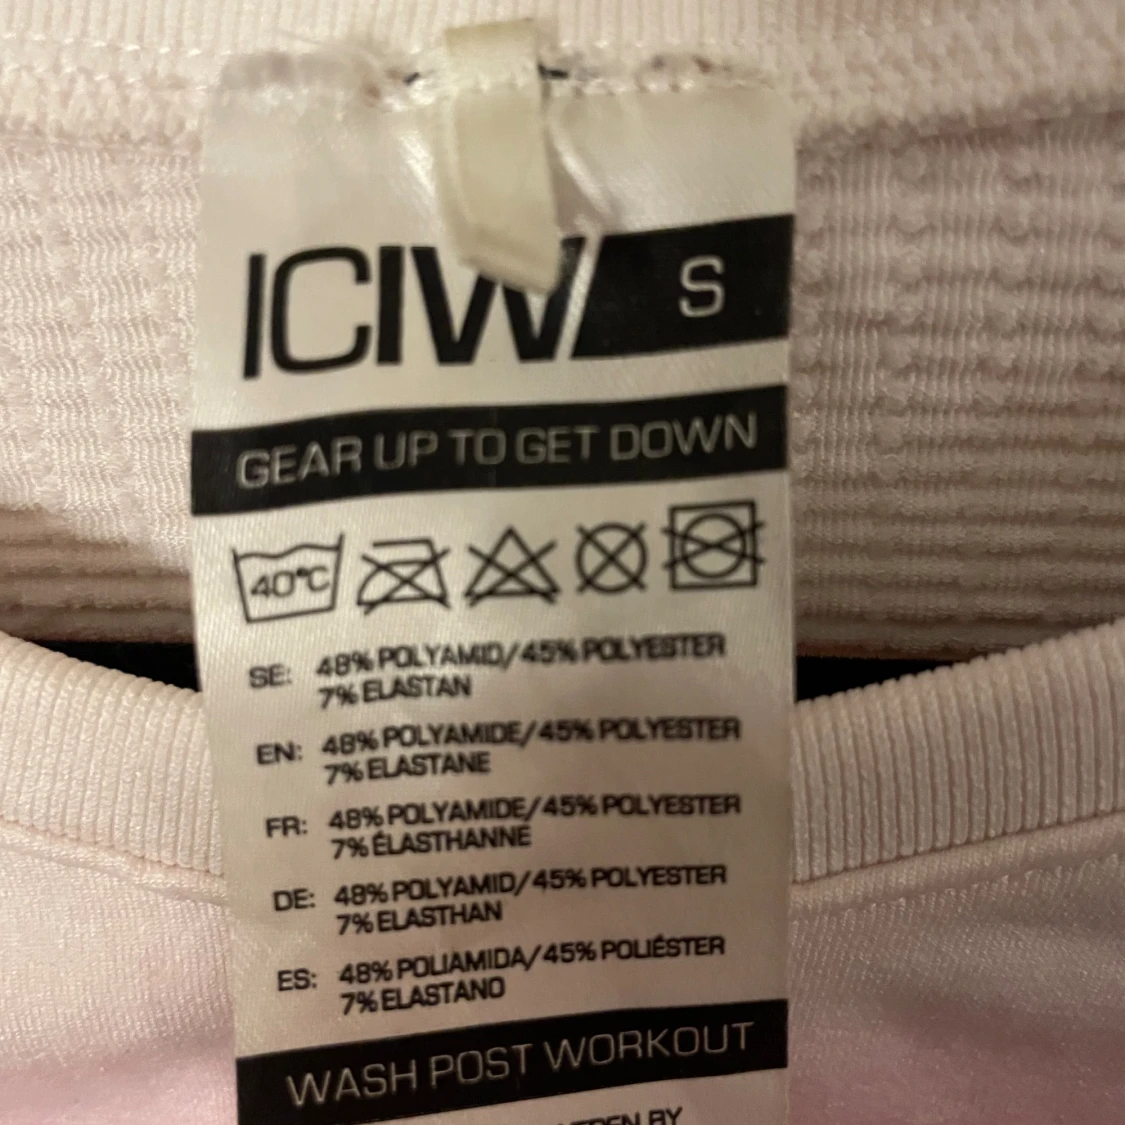 ICIW S
GEAR UP TO GET DOWN
40°C
SE: 48% POLYAMID/45% POLYESTER
7% ELASTAN
EN: 48% POLYAMIDE/45% POLYESTER
7% ELASTANE
FR: 48% POLYAMIDE/45% POLYESTER
7% ÉLASTHANNE
DE: 48% POLYAMID/45% POLYESTER
7% ELASTHAN
ES: 48% POLIAMIDA/45% POLIÉSTER
7% ELASTANO
WASH POST WORKOUT
BY